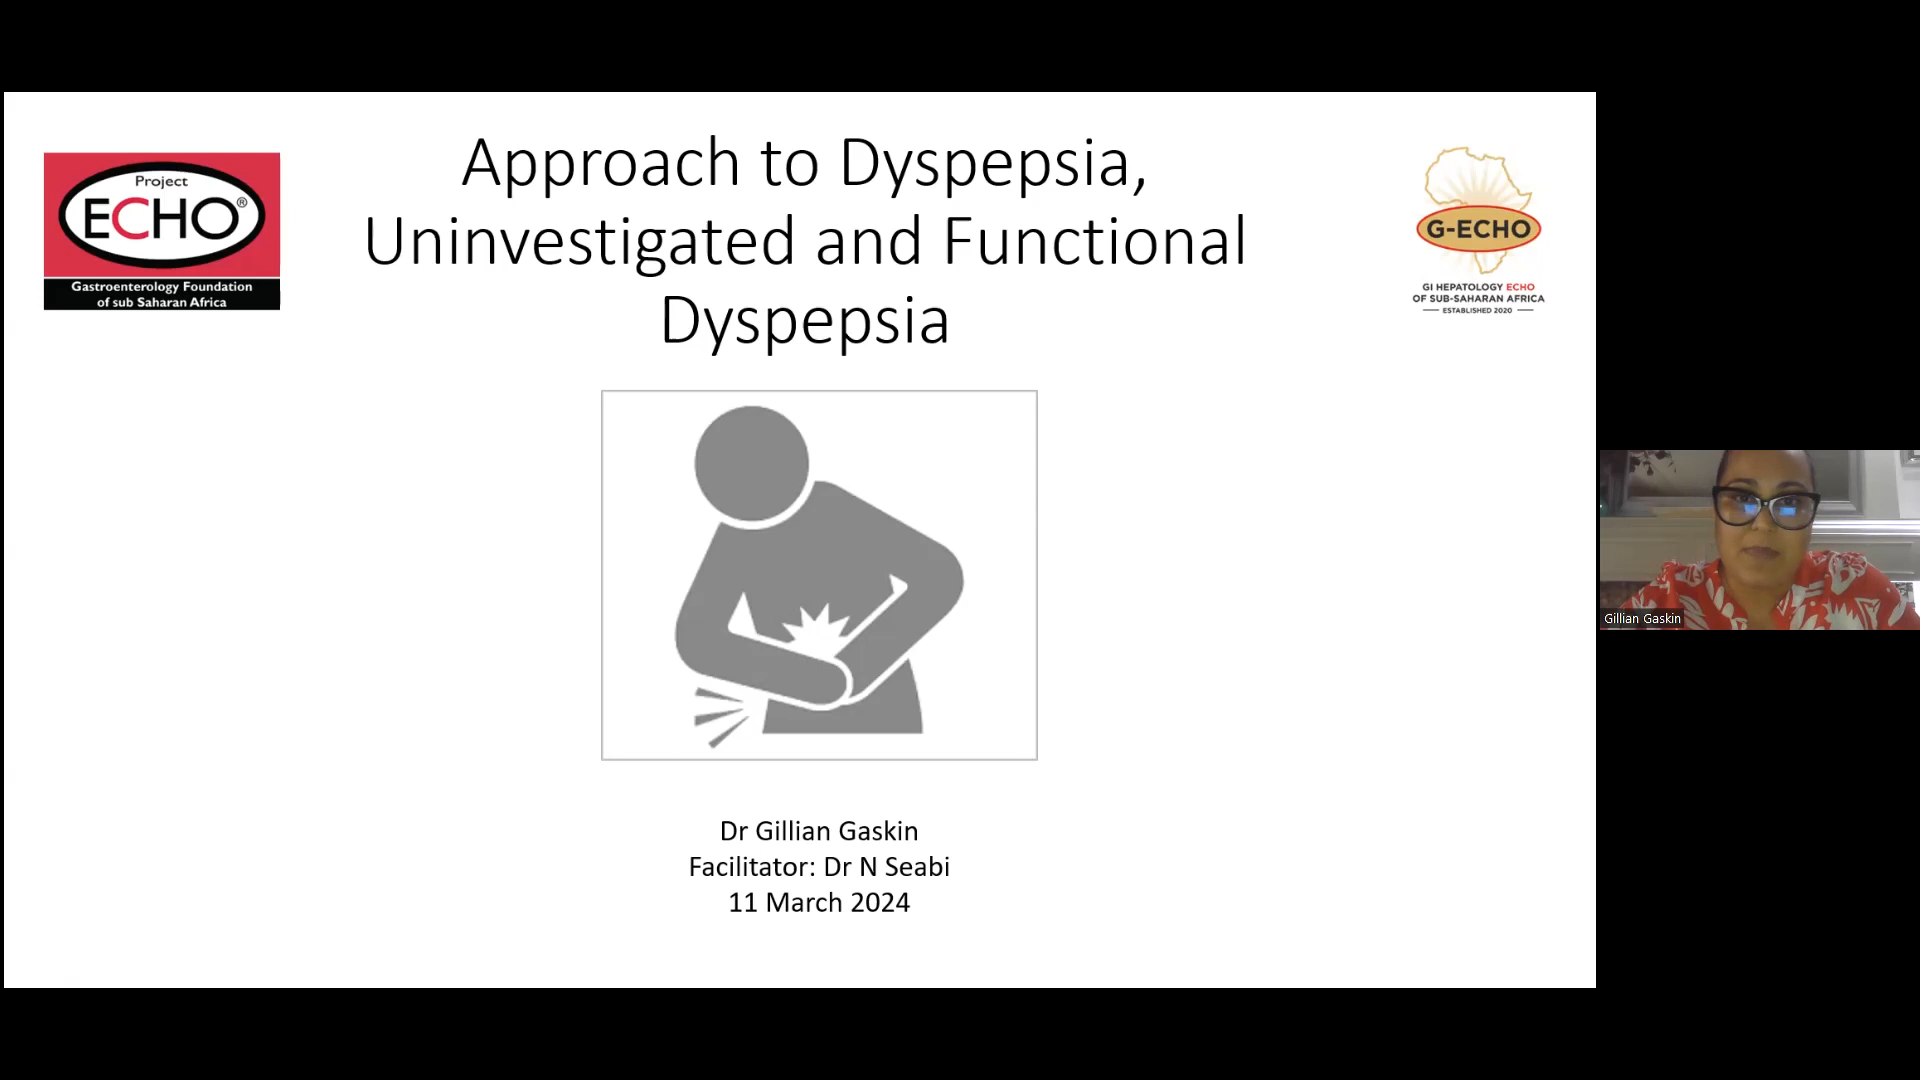 Project
ECHO®
Gastroenterology Foundation
of sub Saharan Africa
Approach to Dyspepsia,
Uninvestigated and Functional
Dyspepsia
G-ECHO
GI HEPATOLOGY ECHO
OF SUB-SAHARAN AFRICA
ESTABLISHED 2020
Dr Gillian Gaskin
Facilitator: Dr N Seabi
11 March 2024
Gillian Gaskin